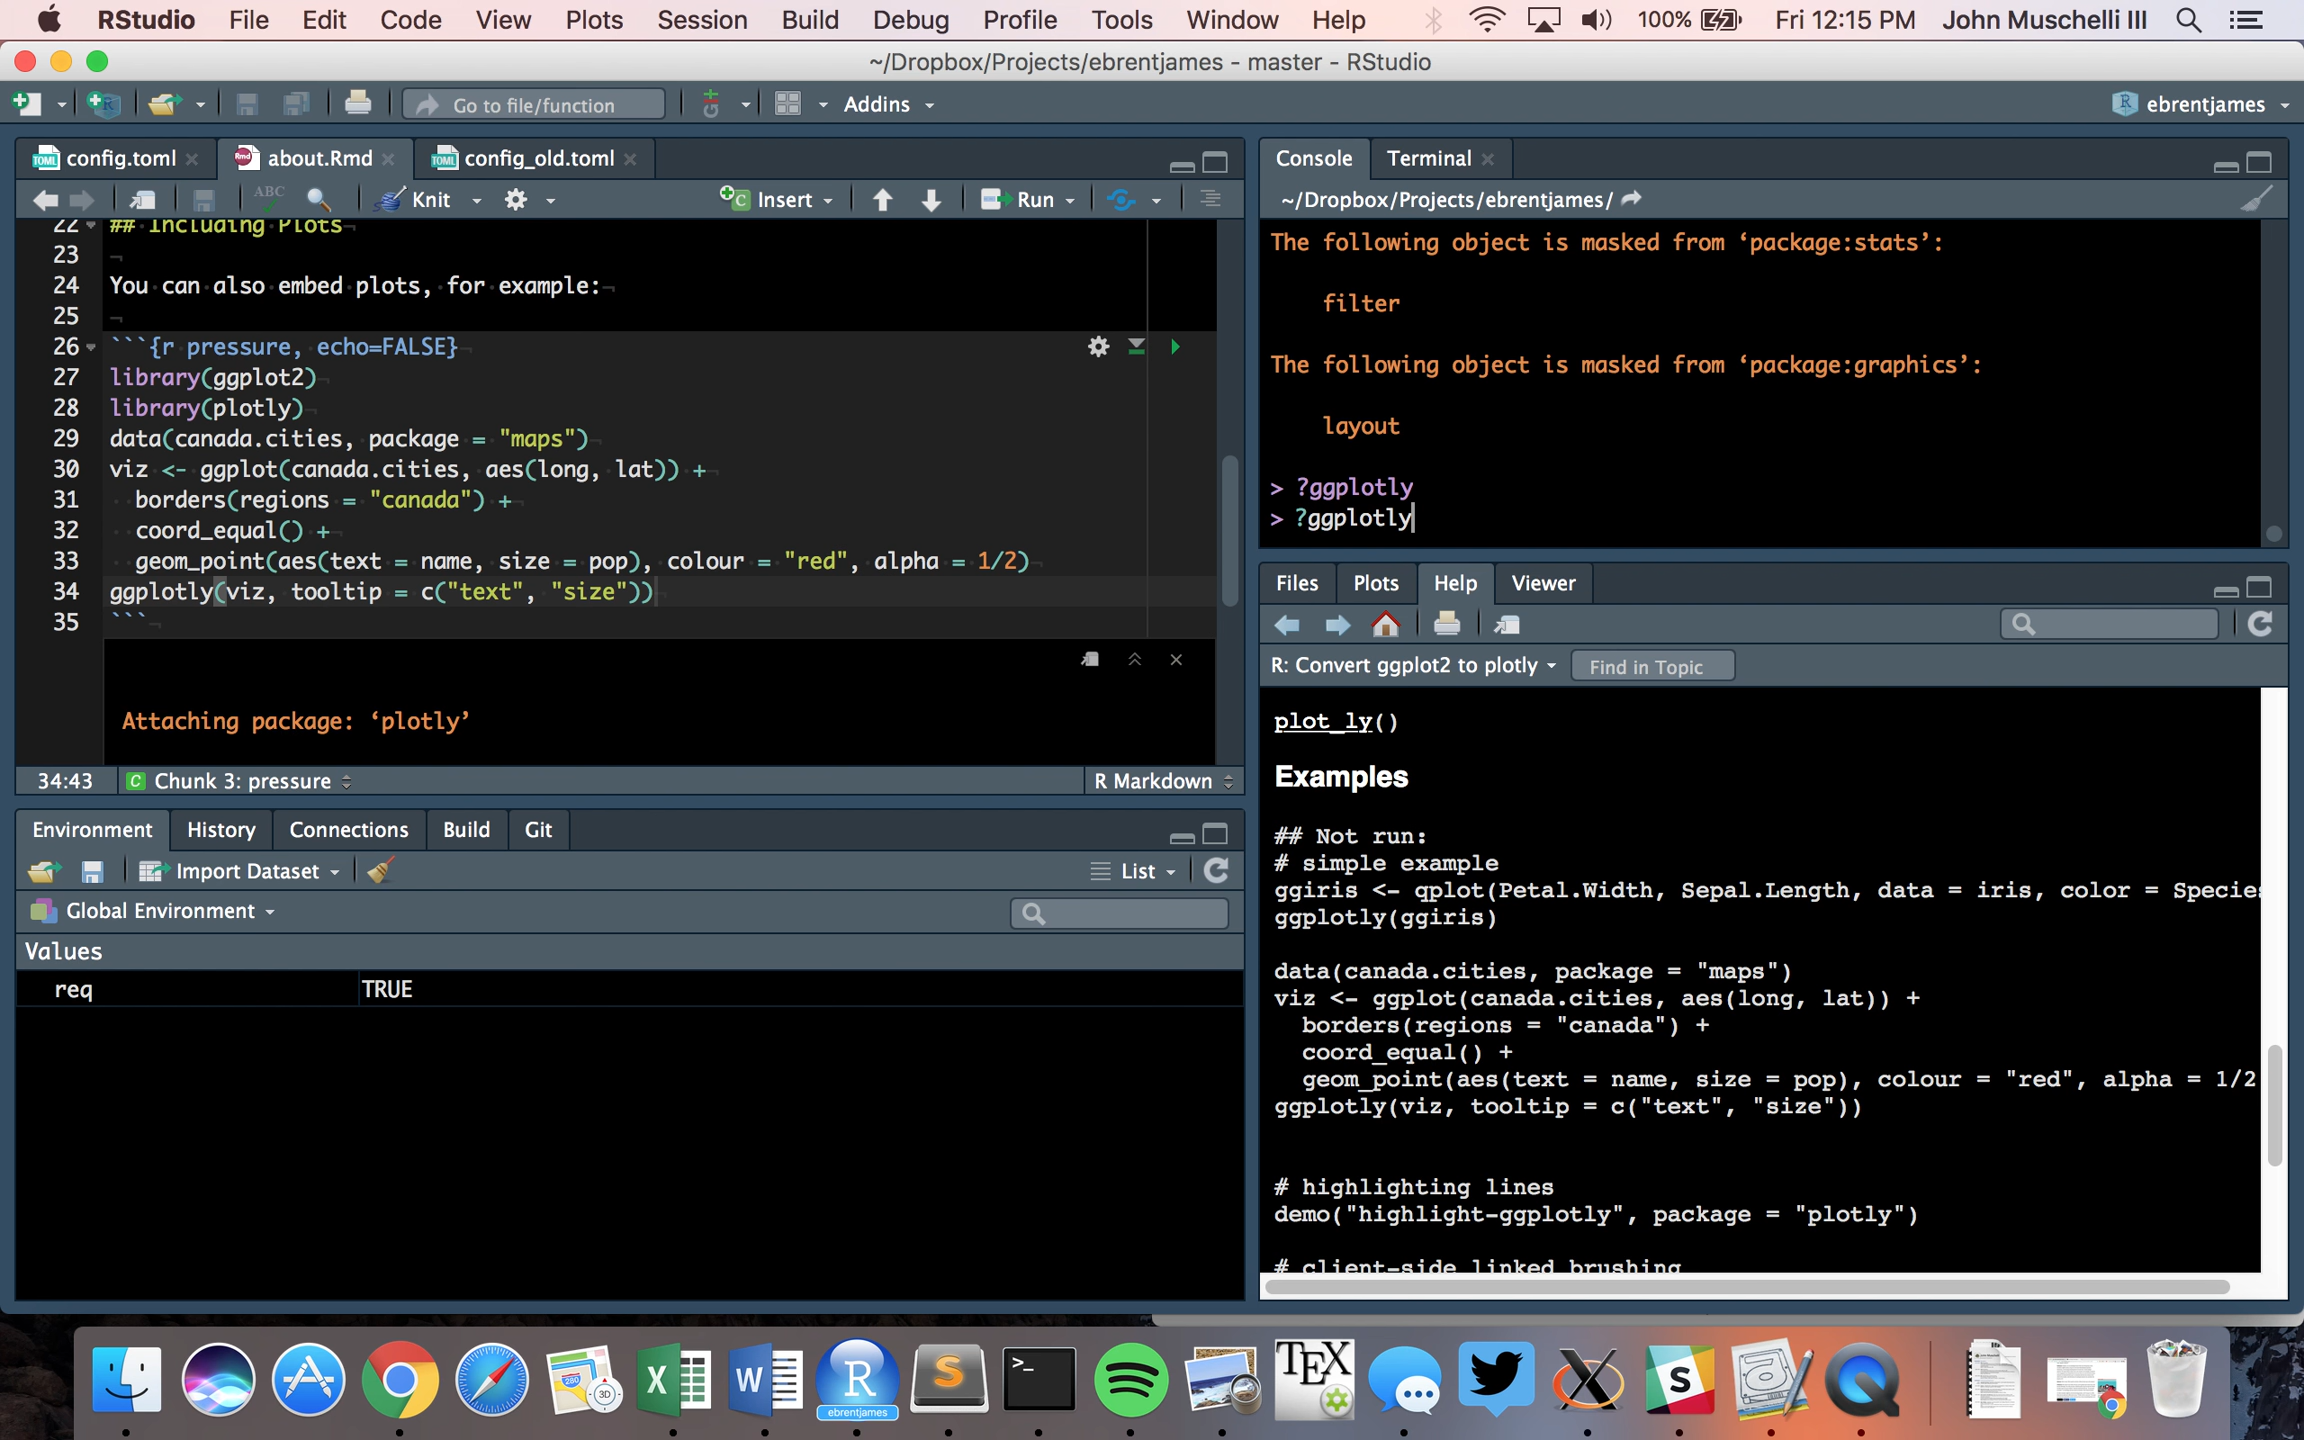 RStudio File Edit Code View Plots Session Build Debug Profile Tools Window Help 100% Fri 12:15 PM John Muschelli III
~/Dropbox/Projects/ebrentjames - master - RStudio
Go to file/function Addins ebrentjames
config.toml about.Rmd config_old.toml
ABC Knit Insert Run
22 ## Including Plots
23
24 You can also embed plots, for example:
25
26 ```{r pressure, echo=FALSE}
27 library(ggplot2)
28 library(plotly)
29 data(canada.cities, package = "maps")
30 viz <- ggplot(canada.cities, aes(long, lat)) +
31 borders(regions = "canada") +
32 coord_equal() +
33 geom_point(aes(text = name, size = pop), colour = "red", alpha = 1/2)
34 ggplotly(viz, tooltip = c("text", "size"))
35 ```
Attaching package: ‘plotly’
34:43 C Chunk 3: pressure R Markdown
Environment History Connections Build Git
Import Dataset List
Global Environment
Values
req TRUE
Console Terminal
~/Dropbox/Projects/ebrentjames/
The following object is masked from ‘package:stats’:
filter
The following object is masked from ‘package:graphics’:
layout
> ?ggplotly
> ?ggplotly
Files Plots Help Viewer
R: Convert ggplot2 to plotly Find in Topic
plot_ly()
Examples
## Not run:
# simple example
ggiris <- qplot(Petal.Width, Sepal.Length, data = iris, color = Species
ggplotly(ggiris)
data(canada.cities, package = "maps")
viz <- ggplot(canada.cities, aes(long, lat)) +
borders(regions = "canada") +
coord_equal() +
geom_point(aes(text = name, size = pop), colour = "red", alpha = 1/2
ggplotly(viz, tooltip = c("text", "size"))
# highlighting lines
demo("highlight-ggplotly", package = "plotly")
# client-side linked brushing
280 3D X W R S >_ TEX X S
ebrentjames